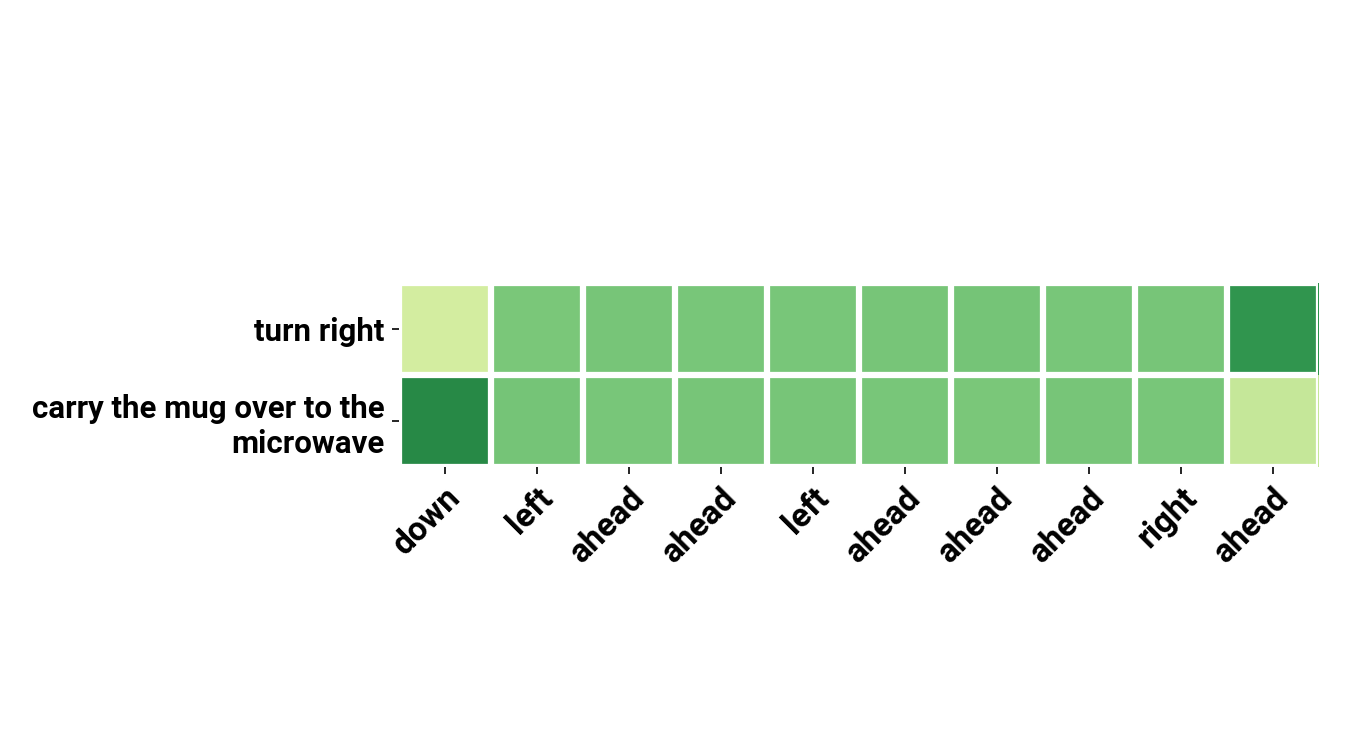 turn right
carry the mug over to the
microwave
down
left
ahead
ahead
left
ahead
ahead
ahead
right
ahead